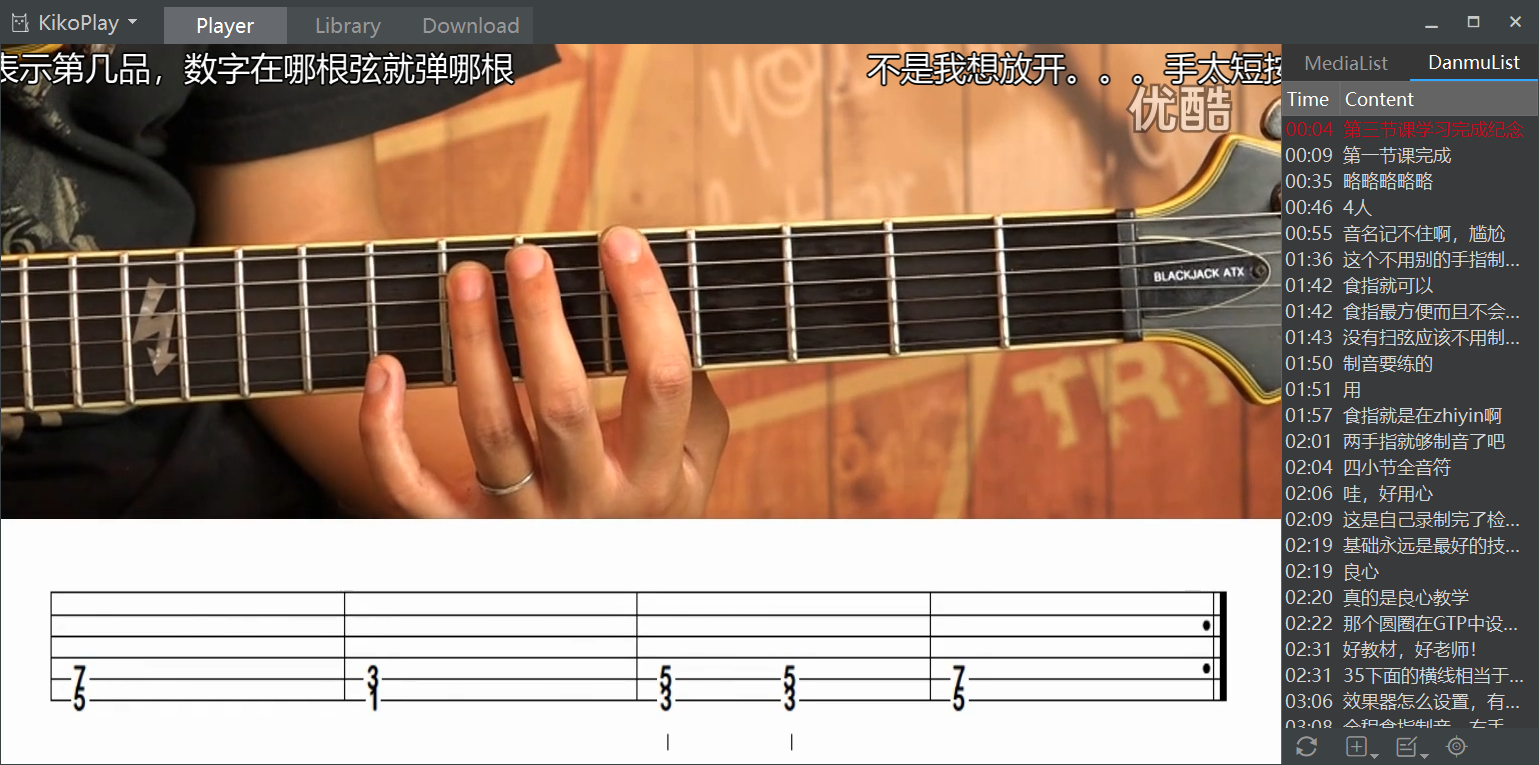 KikoPlay
Player
Library
Download
表示第几品，数字在哪根弦就弹哪根
不是我想放开。。。手太短按
优酷
BLACKJACK ATX
TR
7 3 5 5 7
5 1 3 3 5
MediaList
DanmuList
Time Content
00:04 第三节课学习完成纪念
00:09 第一节课完成
00:35 略略略略略
00:46 4人
00:55 音名记不住啊，尴尬
01:36 这个不用别的手指制...
01:42 食指就可以
01:42 食指最方便而且不会...
01:43 没有扫弦应该不用制...
01:50 制音要练的
01:51 用
01:57 食指就是在zhiyin啊
02:01 两手指就够制音了吧
02:04 四小节全音符
02:06 哇，好用心
02:09 这是自己录制完了检...
02:19 基础永远是最好的技...
02:19 良心
02:20 真的是良心教学
02:22 那个圆圈在GTP中设...
02:31 好教材，好老师！
02:31 35下面的横线相当于...
03:06 效果器怎么设置，有...
03:08 全程食指制音，右手